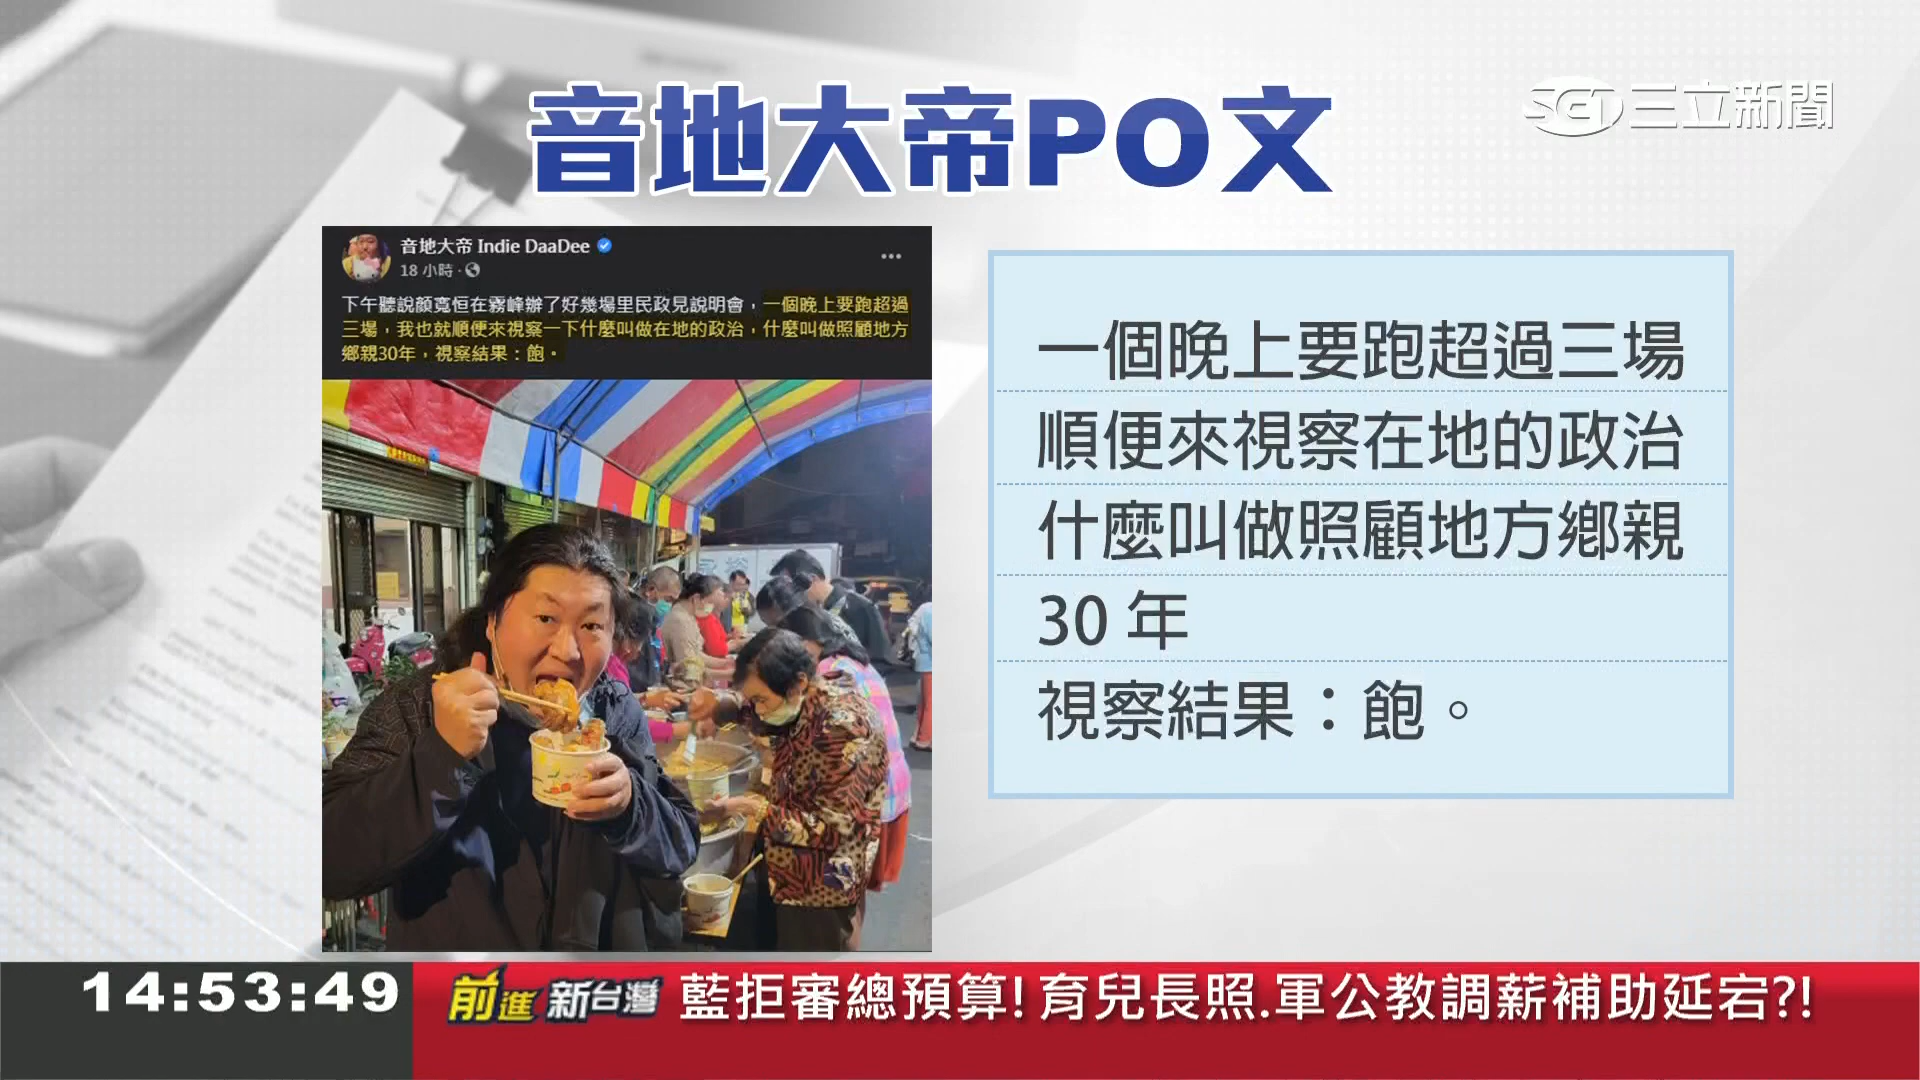 音地大帝PO文
SET三立新聞
音地大帝 Indie DaaDee
18 小時
下午聽說顏寬恒在霧峰辦了好幾場里民政見說明會，一個晚上要跑超過
三場，我也就順便來視察一下什麼叫做在地的政治，什麼叫做照顧地方
鄉親30年，視察結果：飽。
一個晚上要跑超過三場
順便來視察在地的政治
什麼叫做照顧地方鄉親
30 年
視察結果：飽。
14:53:49
前進新台灣
藍拒審總預算!育兒長照.軍公教調薪補助延宕?!